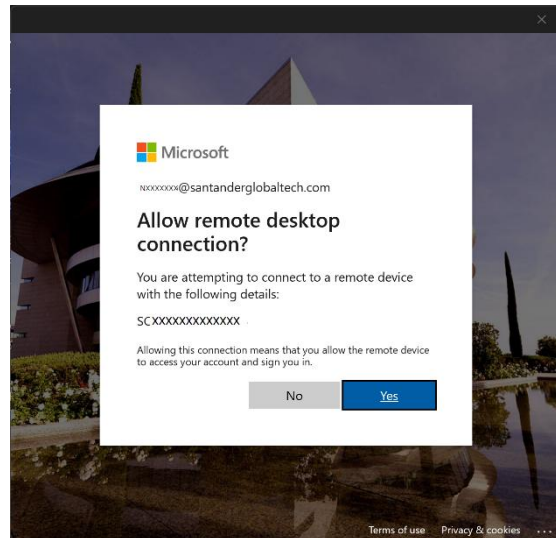 Microsoft
NXXXXXXX@santanderglobaltech.com
Allow remote desktop
connection?
You are attempting to connect to a remote device
with the following details:
SCXXXXXXXXXXXXX
Allowing this connection means that you allow the remote device
to access your account and sign you in.
No Yes
Terms of use Privacy & cookies ...